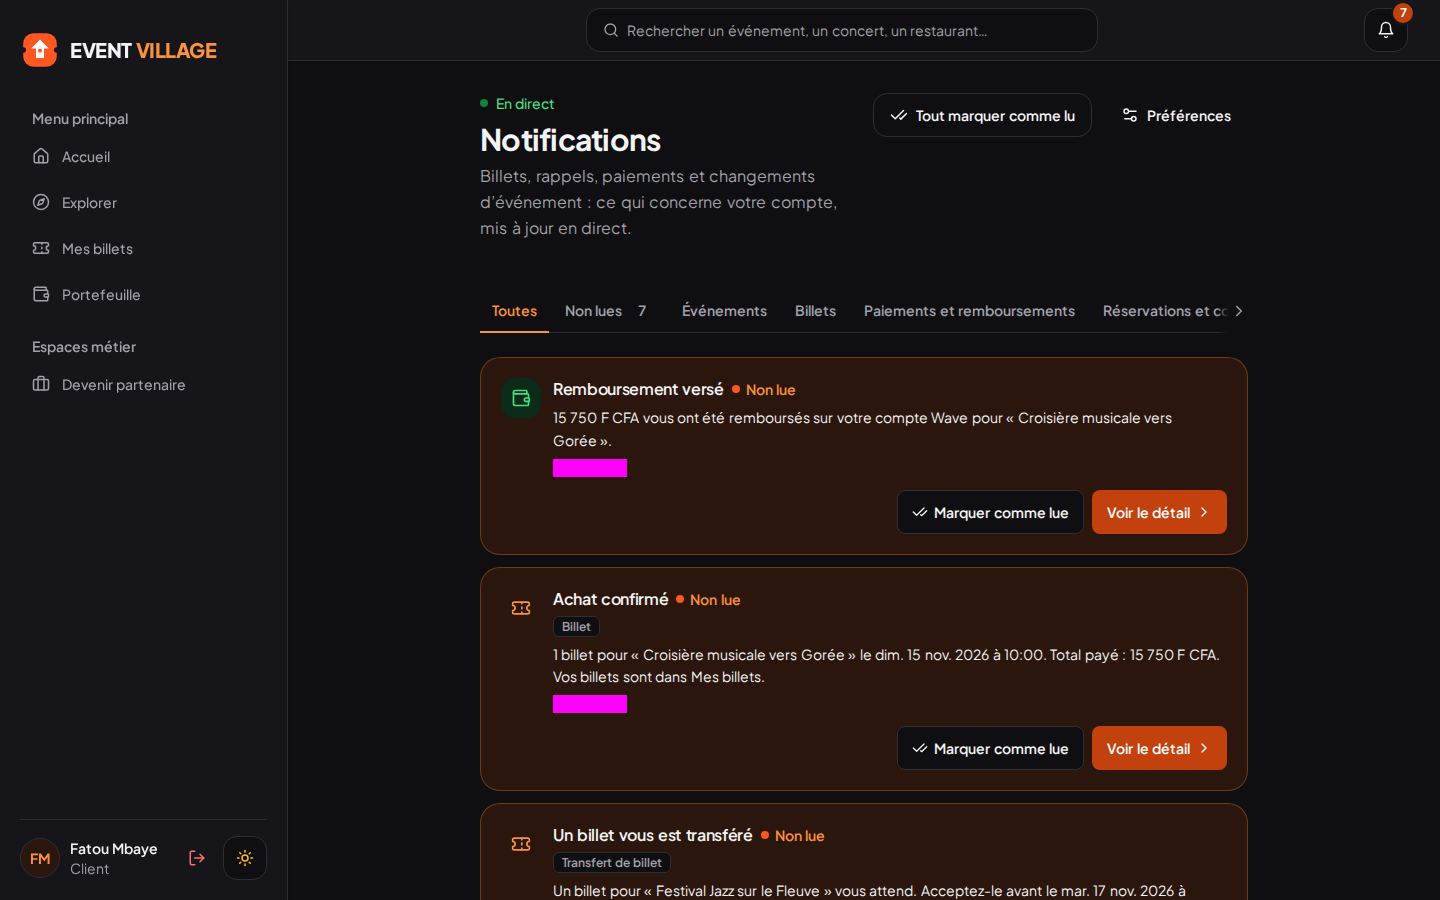 EVENT VILLAGE
Menu principal
Accueil
Explorer
Mes billets
Portefeuille
Espaces métier
Devenir partenaire
FM
Fatou Mbaye
Client
Rechercher un événement, un concert, un restaurant...
7
En direct
Notifications
Billets, rappels, paiements et changements
d’événement : ce qui concerne votre compte,
mis à jour en direct.
Tout marquer comme lu
Préférences
Toutes
Non lues 7
Événements
Billets
Paiements et remboursements
Réservations et
Remboursement versé
Non lue
15 750 F CFA vous ont été remboursés sur votre compte Wave pour « Croisière musicale vers
Gorée ».
Marquer comme lue
Voir le détail
Achat confirmé
Non lue
Billet
1 billet pour « Croisière musicale vers Gorée » le dim. 15 nov. 2026 à 10:00. Total payé : 15 750 F CFA.
Vos billets sont dans Mes billets.
Marquer comme lue
Voir le détail
Un billet vous est transféré
Non lue
Transfert de billet
Un billet pour « Festival Jazz sur le Fleuve » vous attend. Acceptez-le avant le mar. 17 nov. 2026 à